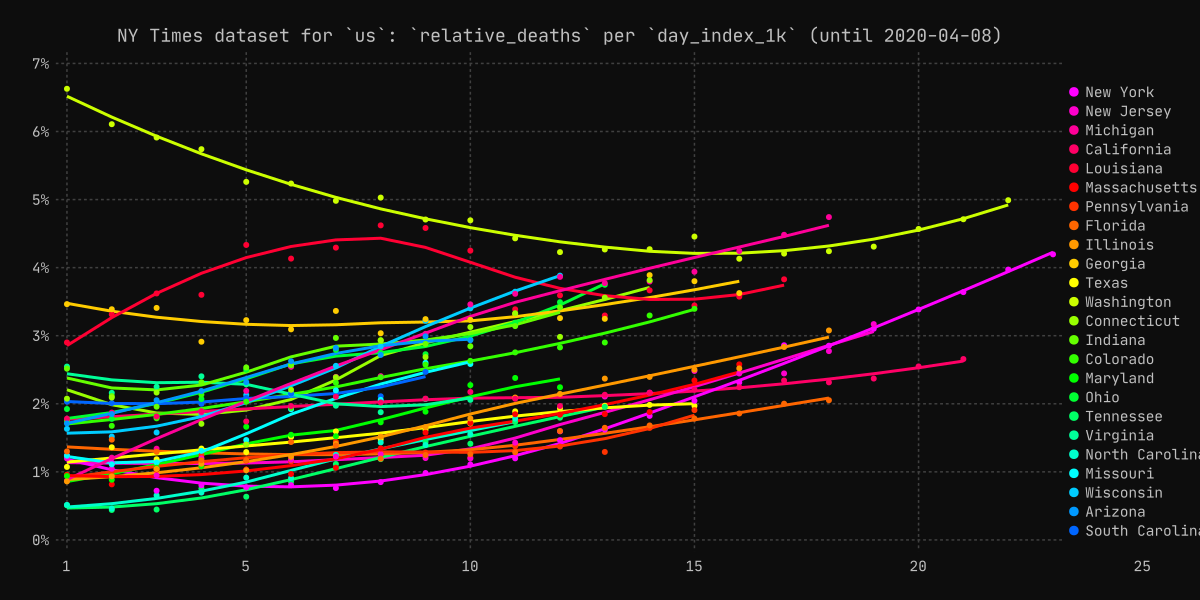 NY Times dataset for `us`: `relative_deaths` per `day_index_1k` (until 2020-04-08)
7%
6%
5%
4%
3%
2%
1%
0%
1 5 10 15 20 25
New York
New Jersey
Michigan
California
Louisiana
Massachusetts
Pennsylvania
Florida
Illinois
Georgia
Texas
Washington
Connecticut
Indiana
Colorado
Maryland
Ohio
Tennessee
Virginia
North Carolina
Missouri
Wisconsin
Arizona
South Carolina